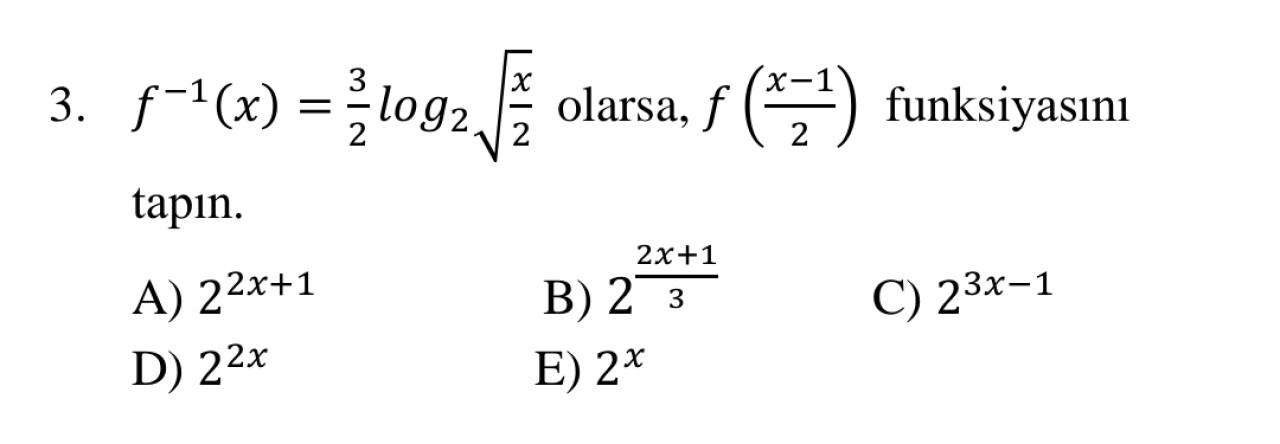 3. f⁻¹(x) = 3/2 log₂ √(x/2) olarsa, f((x−1)/2) funksiyasını
tapın.
A) 2^(2x+1) B) 2^((2x+1)/3) C) 2^(3x−1)
D) 2^(2x) E) 2^x